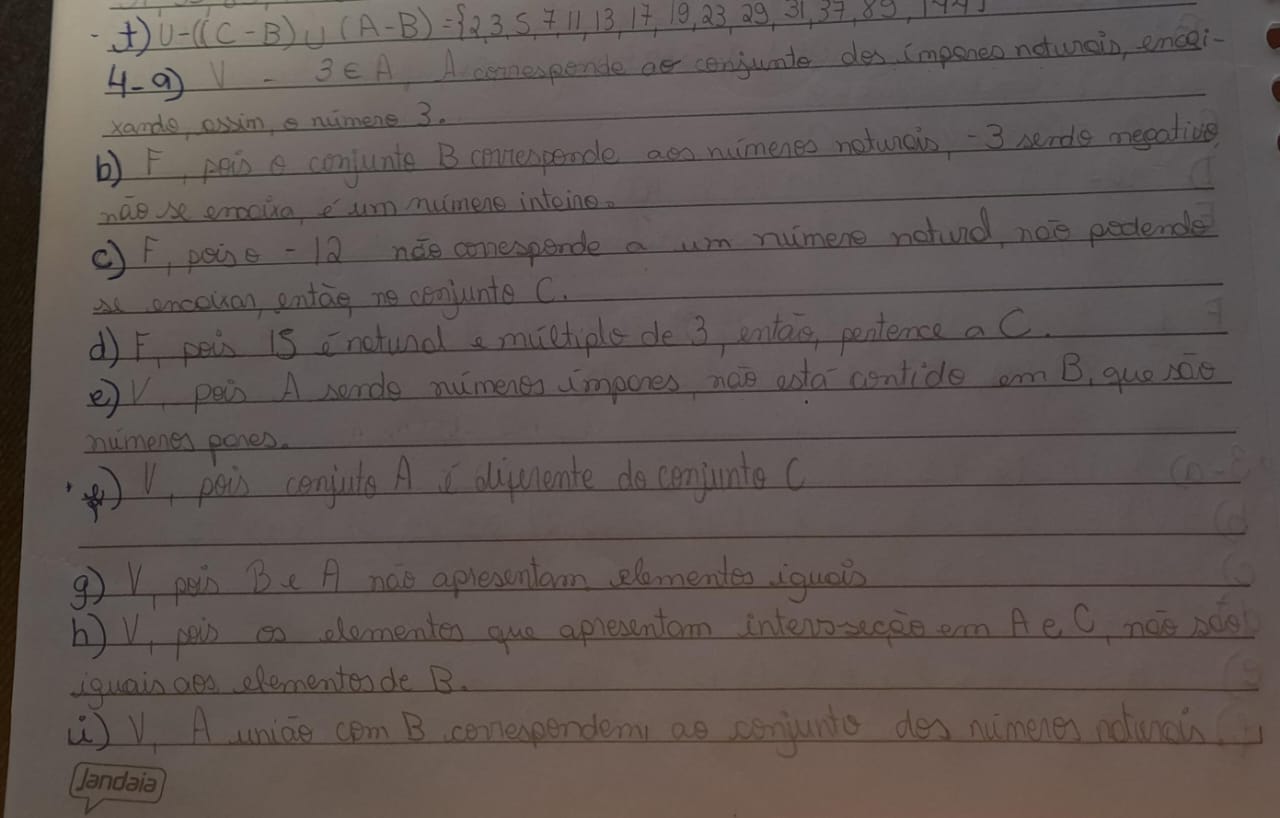 t) U-((C-B)∪(A-B)={2,3,5,7,11,13,17,19,23,29,31,37,89,144}
4-a) V - 3 ∈ A, A corresponde ao conjunto dos ímpares naturais, encai-
xando, assim, o número 3.
b) F, pois o conjunto B corresponde aos números naturais, -3 sendo negativo
não se encaixa, é um número inteiro.
c) F, pois o -12 não corresponde a um número natural, não podendo
se encaixar, então, no conjunto C.
d) F, pois 15 é natural e múltiplo de 3, então, pertence a C.
e) V, pois A sendo números ímpares, não está contido em B, que são
números pares.
f) V, pois conjuto A é diferente do conjunto C
g) V, pois B e A não apresentam elementos iguais
h) V, pois os elementos que apresentam interseção em A e C, não são
iguais aos elementos de B.
i) V, A união com B correspondem, ao conjunto dos números naturais.
Jandaia